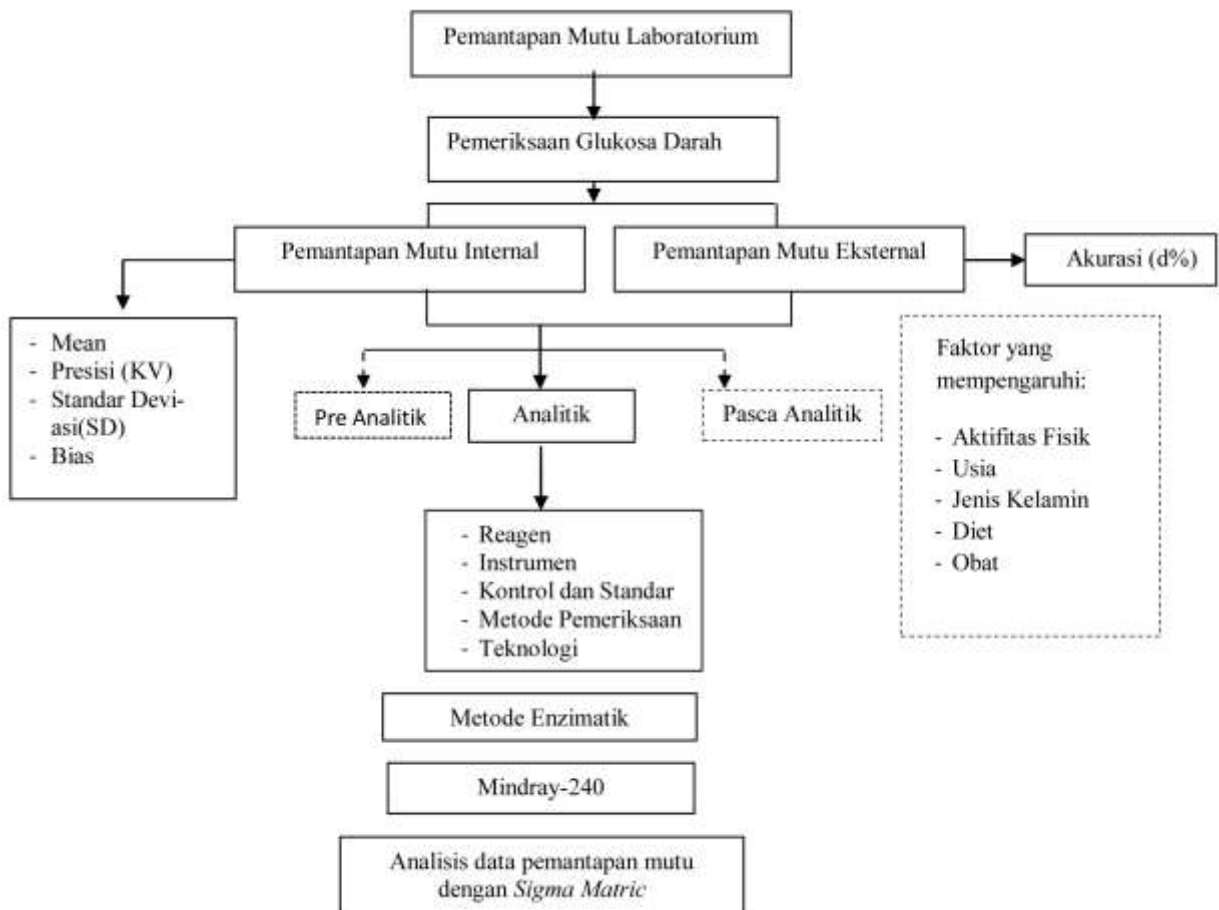 Pemantapan Mutu Laboratorium
Pemeriksaan Glukosa Darah
Pemantapan Mutu Internal
Pemantapan Mutu Eksternal
Akurasi (d%)
- Mean
- Presisi (KV)
- Standar Devi-
asi(SD)
- Bias
Pre Analitik
Analitik
Pasca Analitik
Faktor yang
mempengaruhi:
- Aktifitas Fisik
- Usia
- Jenis Kelamin
- Diet
- Obat
- Reagen
- Instrumen
- Kontrol dan Standar
- Metode Pemeriksaan
- Teknologi
Metode Enzimatik
Mindray-240
Analisis data pemantapan mutu
dengan Sigma Matric